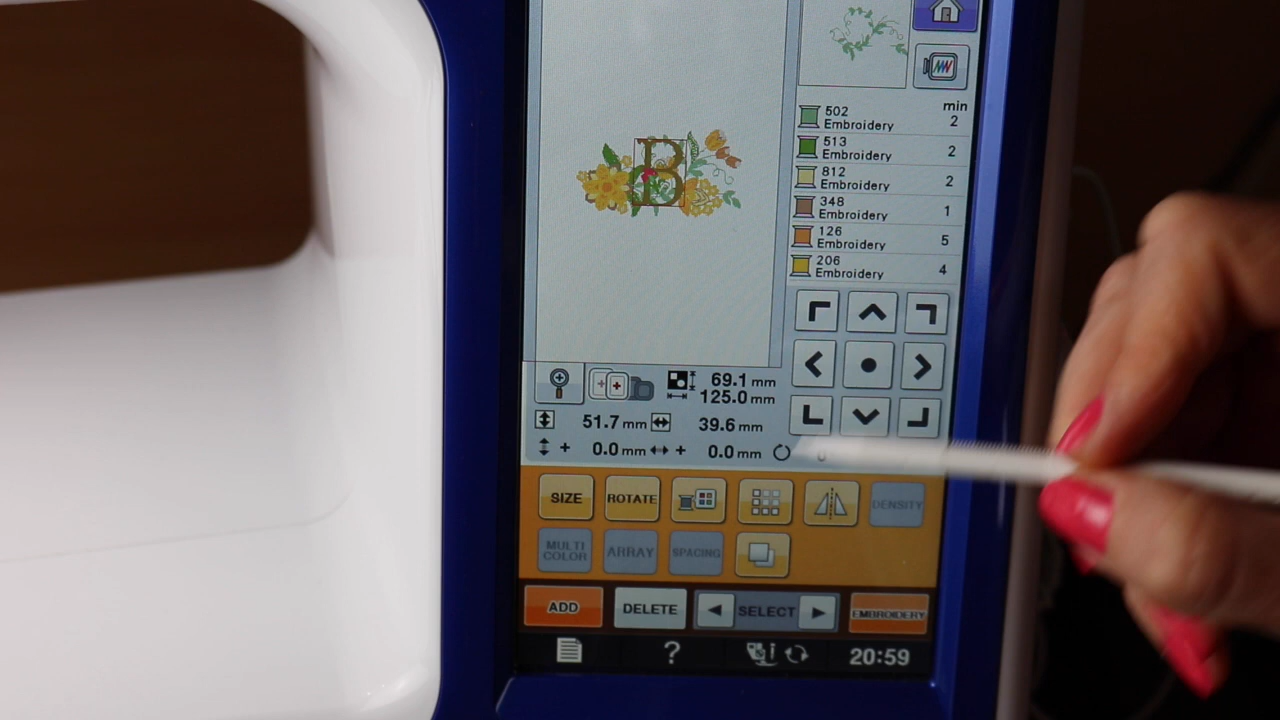 B
min
502
Embroidery 2
513
Embroidery 2
812
Embroidery 2
348
Embroidery 1
126
Embroidery 5
206
Embroidery 4
69.1 mm
125.0 mm
51.7 mm 39.6 mm
+ 0.0 mm + 0.0 mm
SIZE ROTATE DENSITY
MULTI
COLOR ARRAY SPACING
ADD DELETE SELECT EMBROIDERY
? 20:59